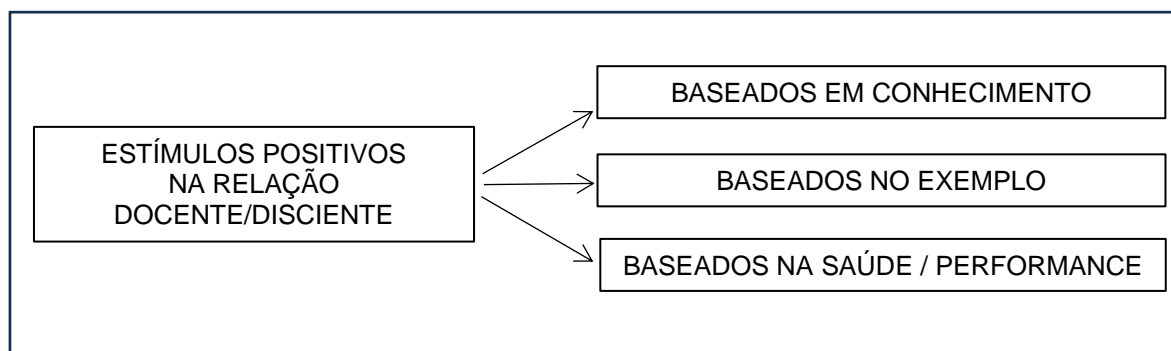 ESTÍMULOS POSITIVOS
NA RELAÇÃO
DOCENTE/DISCIENTE
BASEADOS EM CONHECIMENTO
BASEADOS NO EXEMPLO
BASEADOS NA SAÚDE / PERFORMANCE